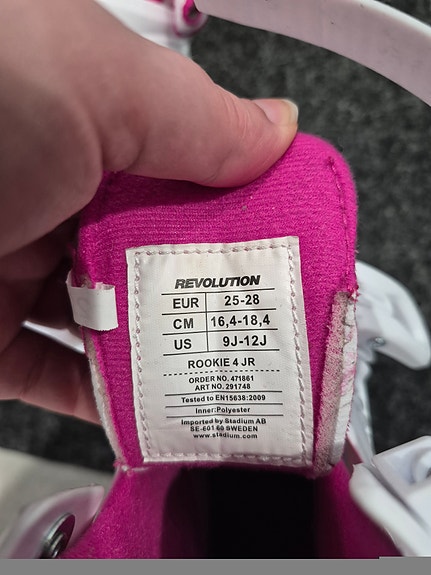 REVOLUTION
EUR 25-28
CM 16,4-18,4
US 9J-12J
ROOKIE 4 JR
ORDER NO. 471861
ART NO. 291748
Tested to EN15638:2009
Inner:Polyester
Imported by Stadium AB
SE-601 60 SWEDEN
www.stadium.com